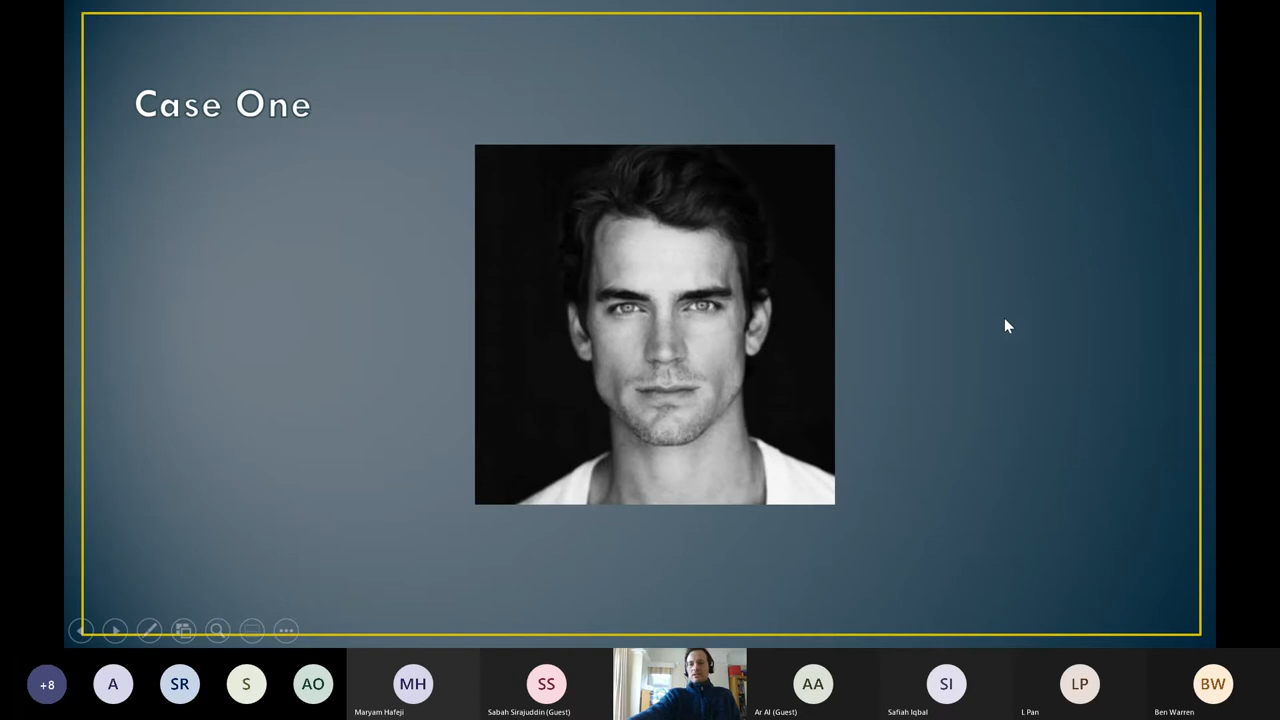 Case One
+8
A
SR
S
AO
MH
Maryam Hafeji
SS
Sabah Sirajuddin (Guest)
AA
Ar Al (Guest)
SI
Safiah Iqbal
LP
L Pan
BW
Ben Warren